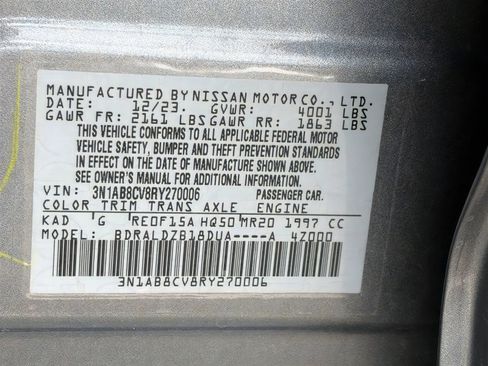 MANUFACTURED BY NISSAN MOTOR CO., LTD.
DATE: 12/23. GVWR: 4001 LBS
GAWR FR: 2161 LBS GAWR RR: 1863 LBS
THIS VEHICLE CONFORMS TO ALL APPLICABLE FEDERAL MOTOR
VEHICLE SAFETY, BUMPER AND THEFT PREVENTION STANDARDS
IN EFFECT ON THE DATE OF MANUFACTURE SHOWN ABOVE.
SEE OWNER'S MANUAL FOR ADDITIONAL INFORMATION.
VIN: 3N1AB8CV8RY270006 PASSENGER CAR.
COLOR TRIM TRANS AXLE ENGINE
KAD G RE0F15A HQ50 MR20 1997 CC
BDRALDZB18DUA----A 4Z000
3N1AB8CV8RY270006